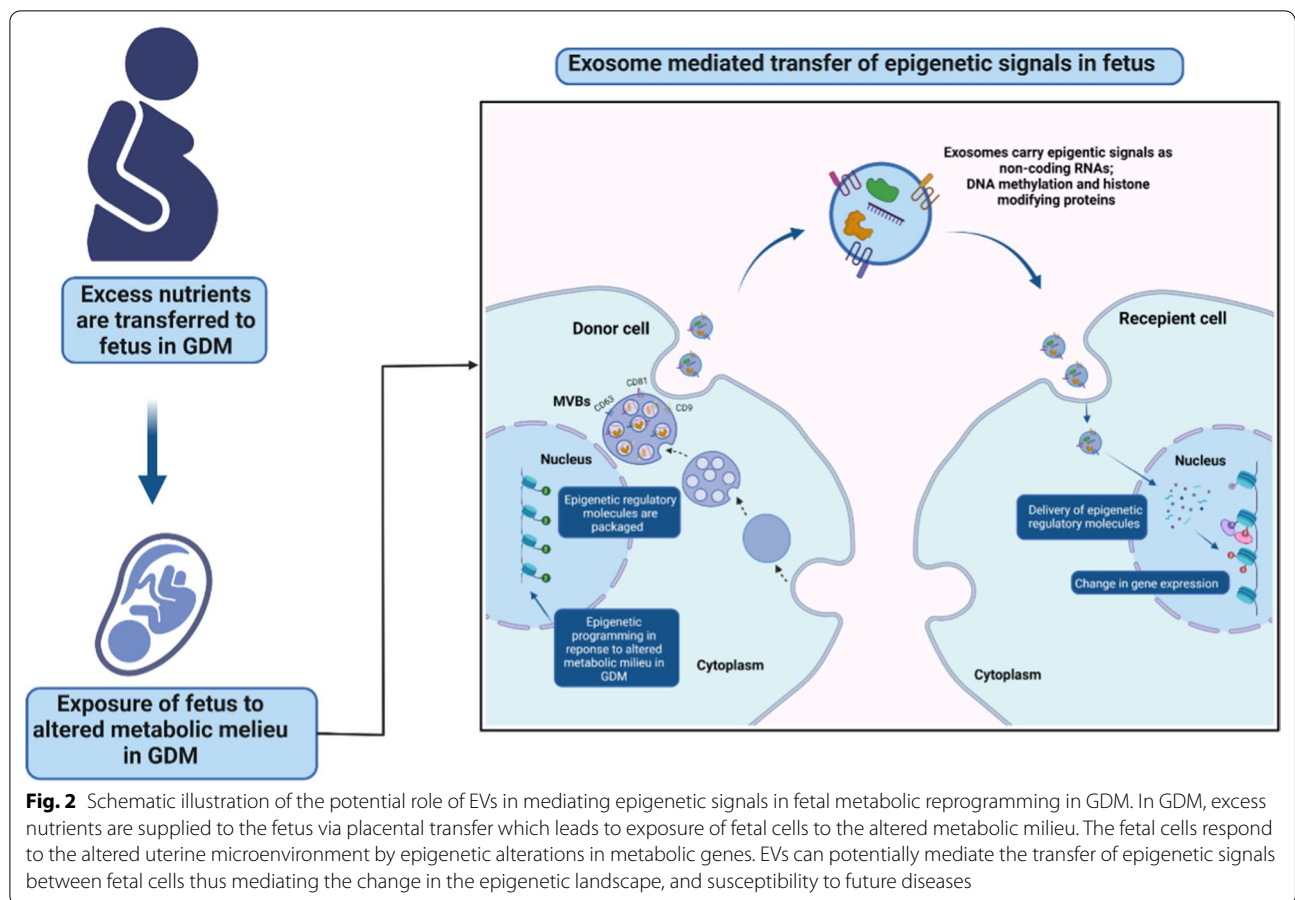 Exosome mediated transfer of epigenetic signals in fetus
Excess nutrients
are transferred to
fetus in GDM
Exposure of fetus to
altered metabolic melieu
in GDM
Exosomes carry epigentic signals as
non-coding RNAs;
DNA methylation and histone
modifying proteins
Donor cell
MVBs
CD63
CD81
CD9
Nucleus
Epigenetic regulatory
molecules are
packaged
Epigenetic
programming in
reponse to altered
metabolic milieu in
GDM
Cytoplasm
Recepient cell
Nucleus
Delivery of epigenetic
regulatory molecules
Change in gene expression
Cytoplasm
Fig. 2 Schematic illustration of the potential role of EVs in mediating epigenetic signals in fetal metabolic reprogramming in GDM. In GDM, excess
nutrients are supplied to the fetus via placental transfer which leads to exposure of fetal cells to the altered metabolic milieu. The fetal cells respond
to the altered uterine microenvironment by epigenetic alterations in metabolic genes. EVs can potentially mediate the transfer of epigenetic signals
between fetal cells thus mediating the change in the epigenetic landscape, and susceptibility to future diseases